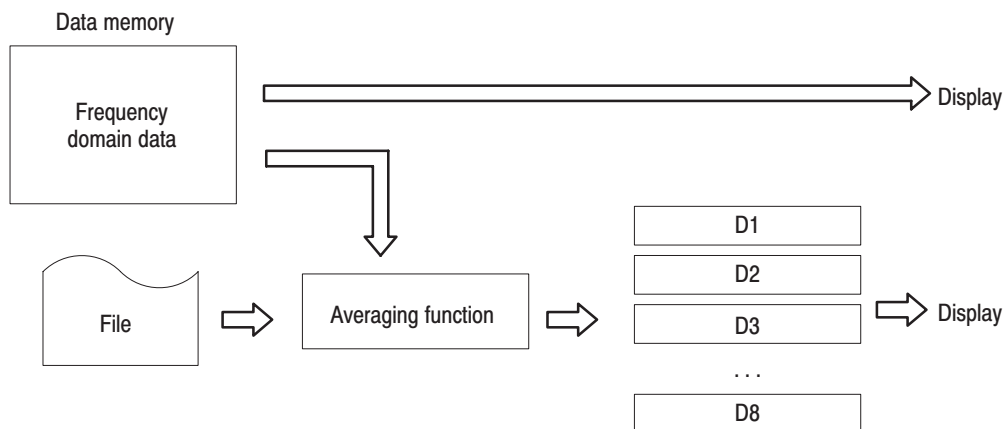 Data memory
Frequency
domain data
Display
D1
D2
File
Averaging function
D3
Display
. . .
D8